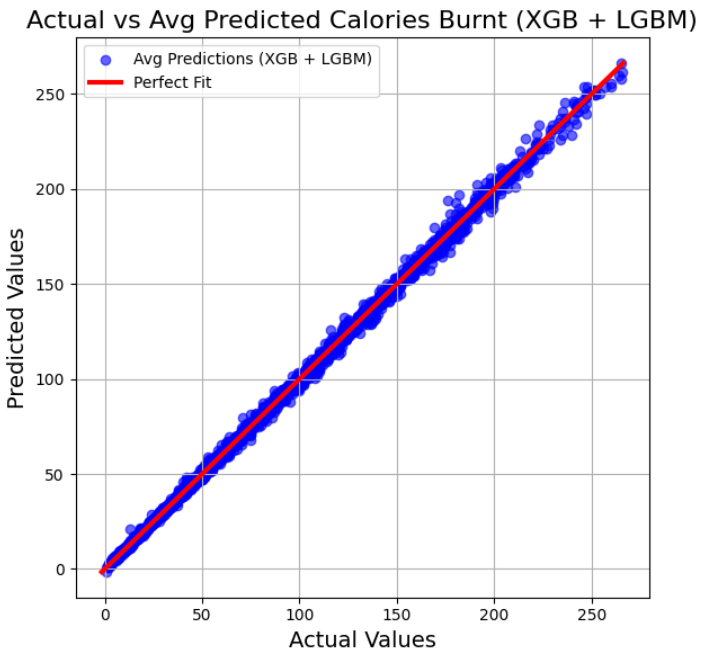 Actual vs Avg Predicted Calories Burnt (XGB + LGBM)
Avg Predictions (XGB + LGBM)
Perfect Fit
250
200
150
100
50
0
Predicted Values
0 50 100 150 200 250
Actual Values